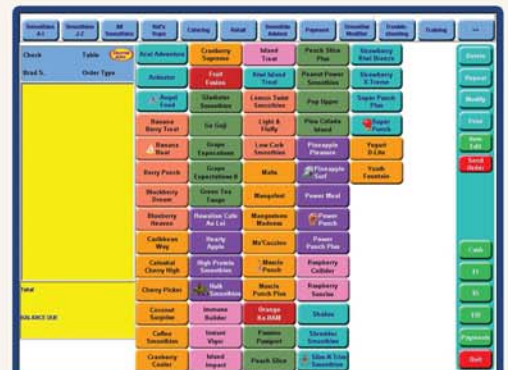 Smoothies A-I
Smoothies J-Z
All Smoothies
Kid's Cups
Catering
Retail
Smoothie Advisor
Payment
Smoothie Modifier
Trouble-shooting
Training
Check
Table
Brad S.
Order Type
Total
BALANCE DUE
Acai Adventure
Cranberry Supreme
Island Treat
Peach Slice Plus
Strawberry Kiwi Breeze
Activator
Fruit Fusion
Kiwi Island Treat
Peanut Power Smoothies
Strawberry X-Treme
Angel Food
Gladiator Smoothies
Lemon Twist Smoothies
Pep Upper
Super Punch Plus
Banana Berry Treat
Go Goji
Light & Fluffy
Pina Colada Island
Super Punch
Banana Boat
Grape Expectations
Low Carb Smoothies
Pineapple Pleasure
Yogurt D-Lite
Berry Punch
Grape Expectations II
Malts
Pineapple Surf
Youth Fountain
Blackberry Dream
Green Tea Tango
Mangofest
Power Meal
Blueberry Heaven
Hawaiian Cafe Au Lei
Mangosteen Madness
Power Punch
Caribbean Way
Hearty Apple
Mo'Cuccino
Power Punch Plus
Celestial Cherry High
High Protein Smoothies
Muscle Punch
Raspberry Collider
Cherry Picker
Hulk Smoothies
Muscle Punch Plus
Raspberry Sunrise
Coconut Surprise
Immune Builder
Orange Ka-BAM
Shakes
Coffee Smoothies
Instant Vigor
Passion Passport
Shredder Smoothies
Cranberry Cooler
Island Impact
Peach Slice
Slim N Trim Smoothies
Delete
Repeat
Modify
Print
Item Edit
Send Order
Cash
Payments
Quit